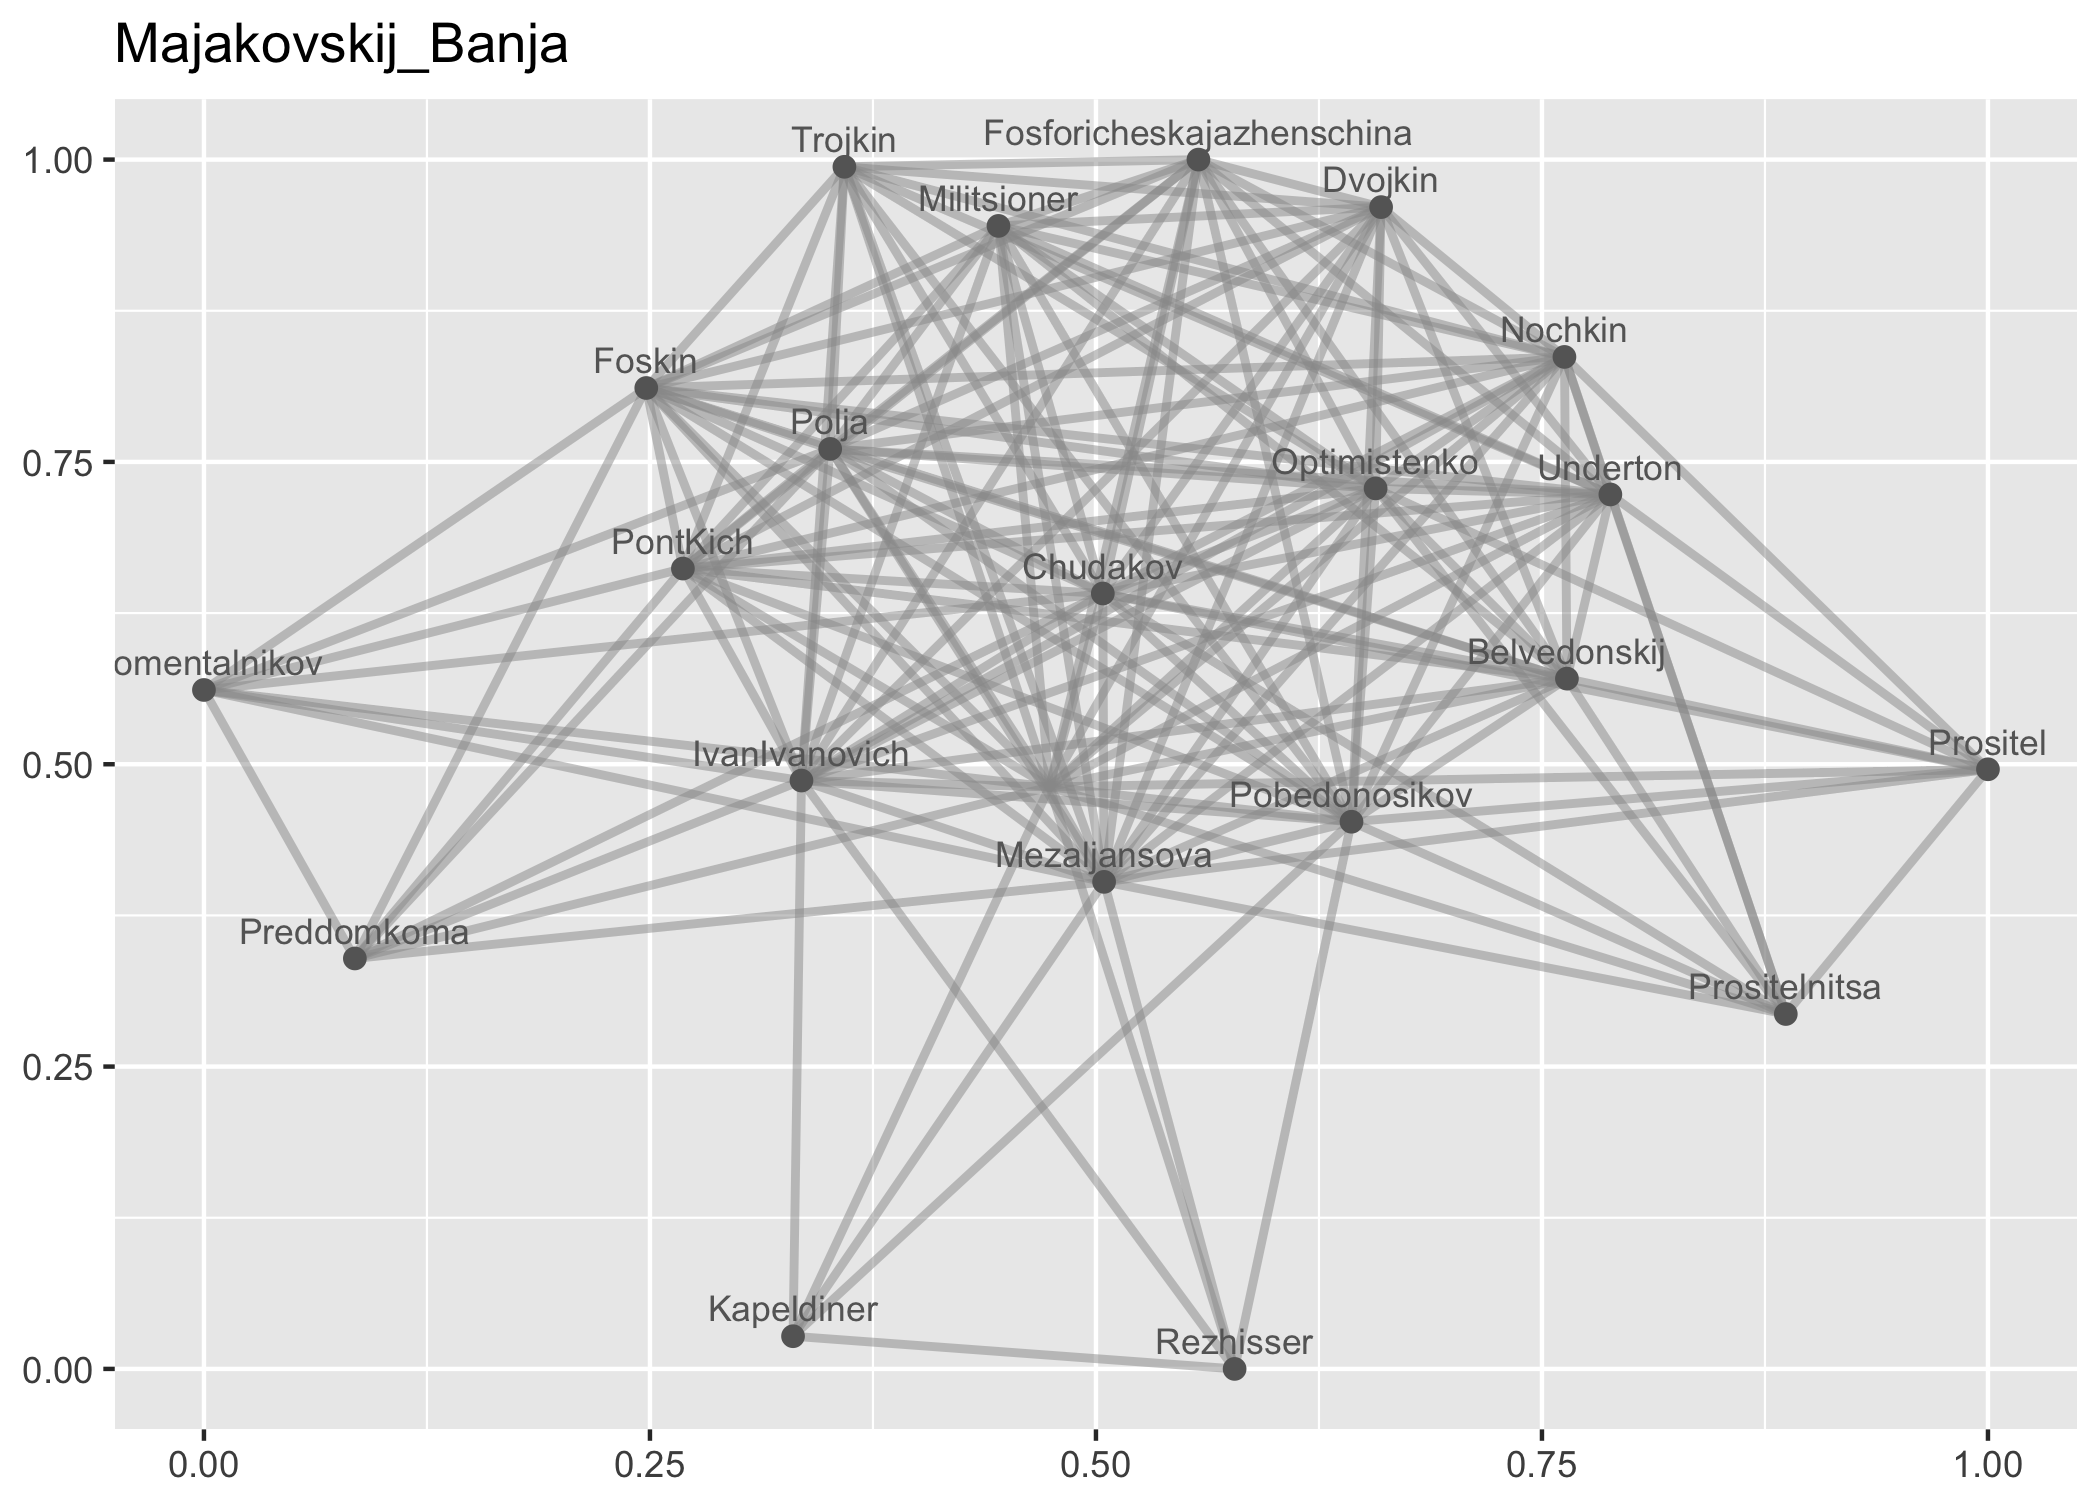 Majakovskij_Banja
Trojkin
Fosforicheskajazhenschina
Dvojkin
Militsioner
Nochkin
Foskin
Polja
Optimistenko
Underton
PontKich
Chudakov
Belvedonskij
omentalnikov
Prositel
IvanIvanovich
Pobedonosikov
Mezaljansova
Preddomkoma
Prositelnitsa
Kapeldiner
Rezhisser
1.00
0.75
0.50
0.25
0.00
0.00 0.25 0.50 0.75 1.00